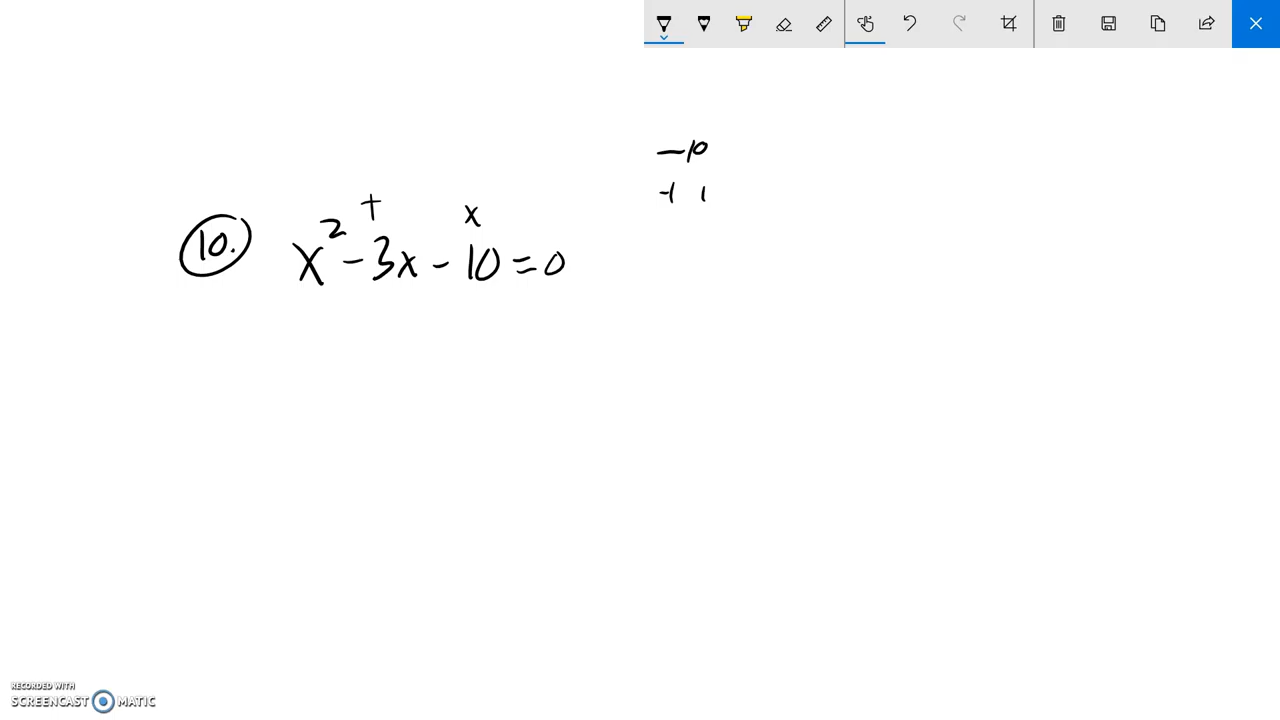 -10
-1 1
+ x
10. x² - 3x - 10 = 0
RECORDED WITH
SCREENCAST MATIC